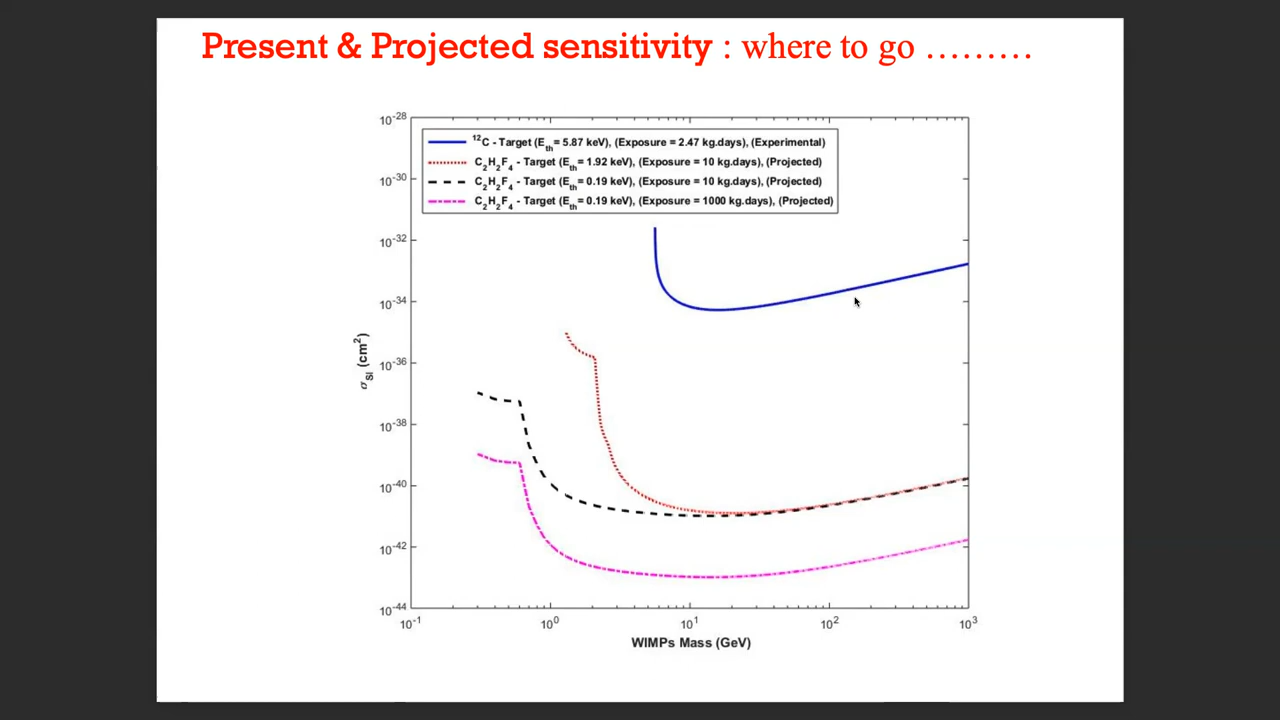 Present & Projected sensitivity : where to go ………
¹²C - Target (E_th = 5.87 keV), (Exposure = 2.47 kg.days), (Experimental)
C₂H₂F₄ - Target (E_th = 1.92 keV), (Exposure = 10 kg.days), (Projected)
C₂H₂F₄ - Target (E_th = 0.19 keV), (Exposure = 10 kg.days), (Projected)
C₂H₂F₄ - Target (E_th = 0.19 keV), (Exposure = 1000 kg.days), (Projected)
10⁻²⁸
10⁻³⁰
10⁻³²
10⁻³⁴
10⁻³⁶
10⁻³⁸
10⁻⁴⁰
10⁻⁴²
10⁻⁴⁴
σ_SI (cm²)
10⁻¹ 10⁰ 10¹ 10² 10³
WIMPs Mass (GeV)